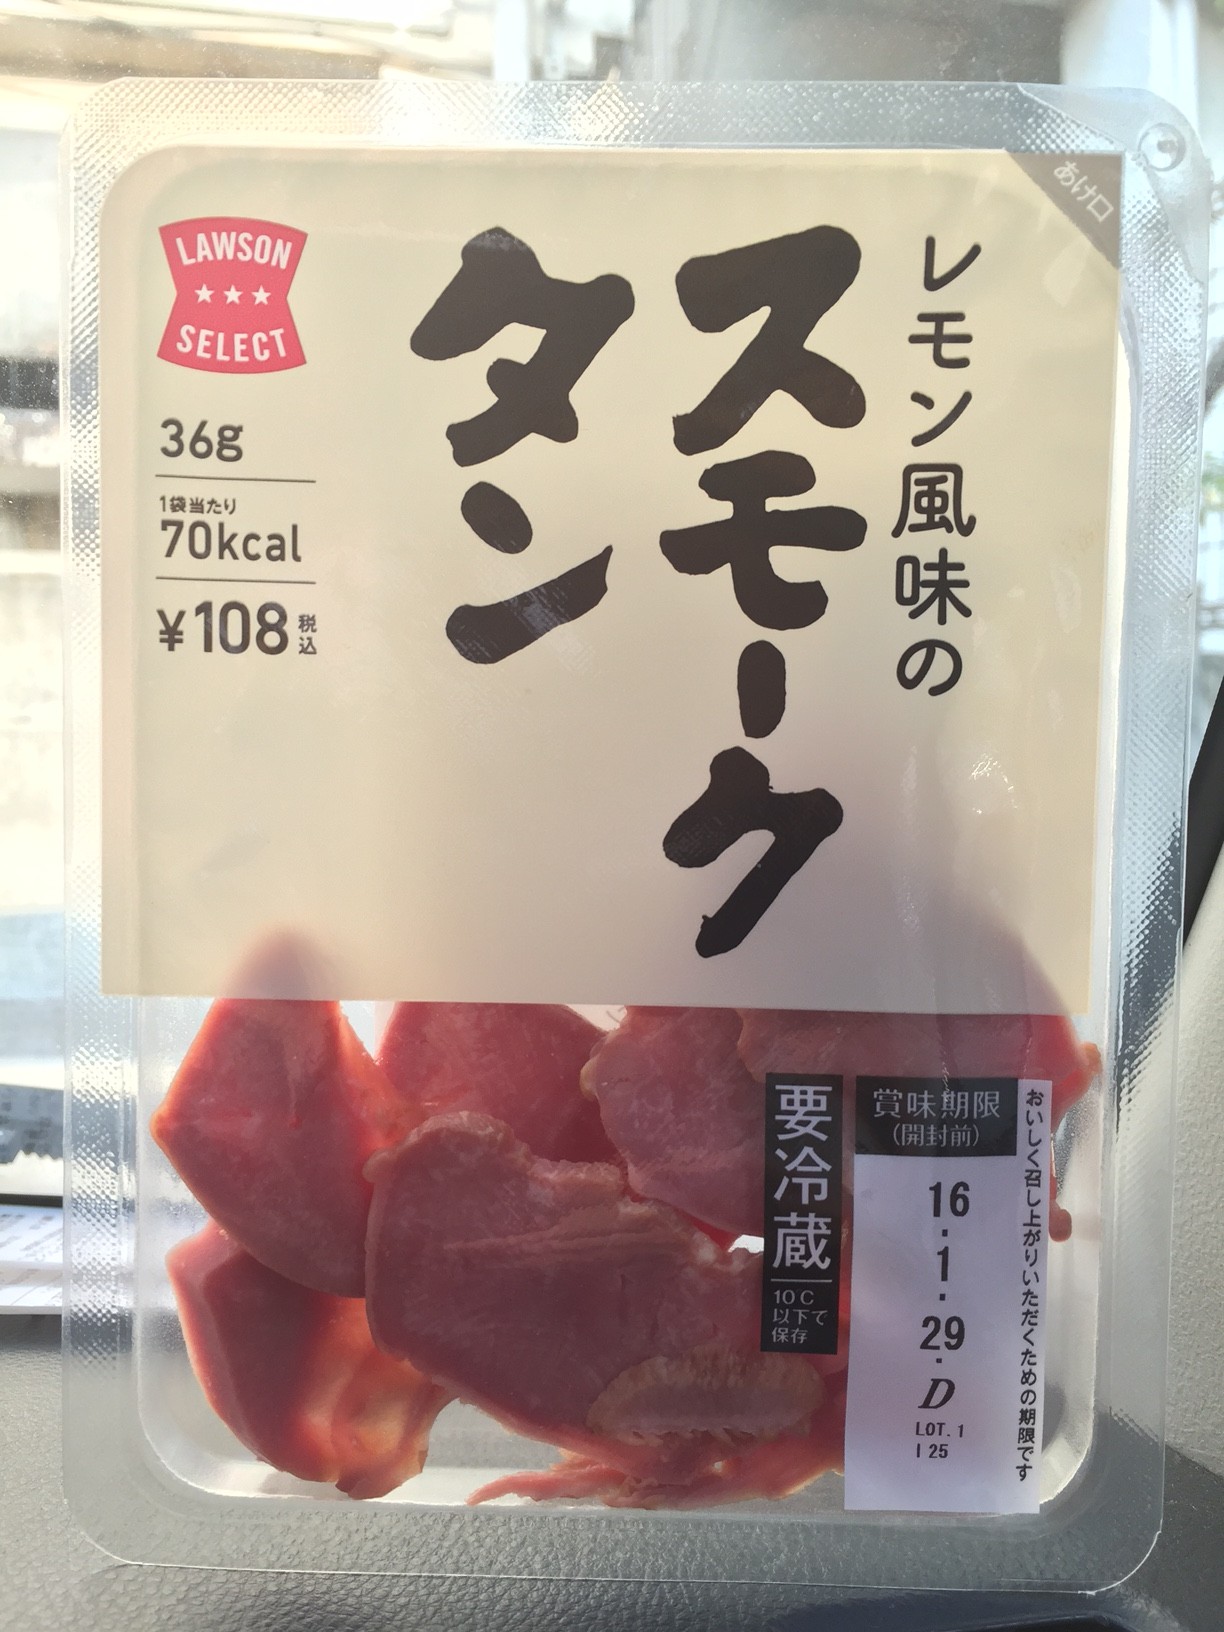 あけ口
レモン風味の
スモーク
タン
LAWSON
★★★
SELECT
36g
1袋当たり
70kcal
¥108税込
要冷蔵
10℃
以下で
保存
賞味期限
(開封前)
16.1.29.D
LOT.1
I 25
おいしく召し上がりいただくための期限です